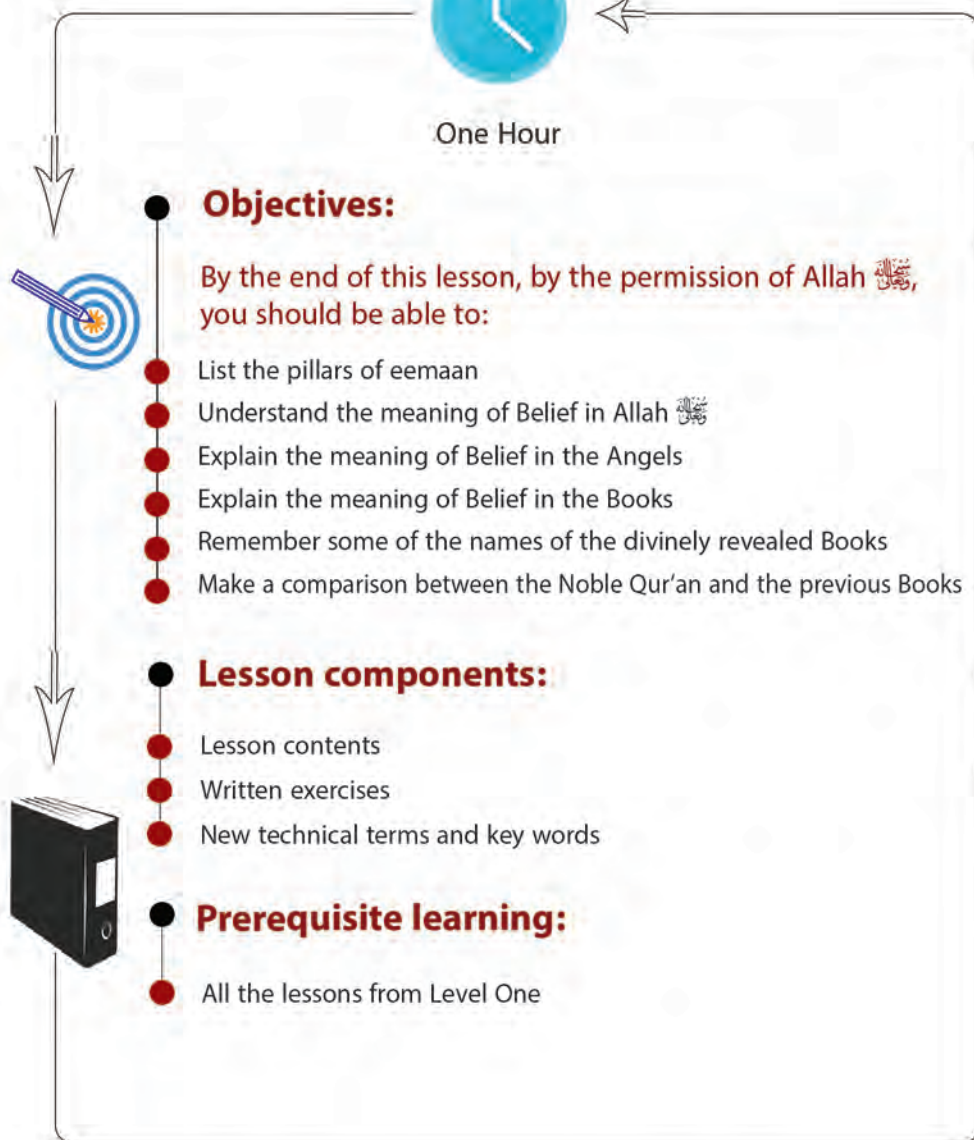 One Hour
Objectives:
By the end of this lesson, by the permission of Allah ﷾,
you should be able to:
List the pillars of eemaan
Understand the meaning of Belief in Allah ﷾
Explain the meaning of Belief in the Angels
Explain the meaning of Belief in the Books
Remember some of the names of the divinely revealed Books
Make a comparison between the Noble Qur'an and the previous Books
Lesson components:
Lesson contents
Written exercises
New technical terms and key words
Prerequisite learning:
All the lessons from Level One